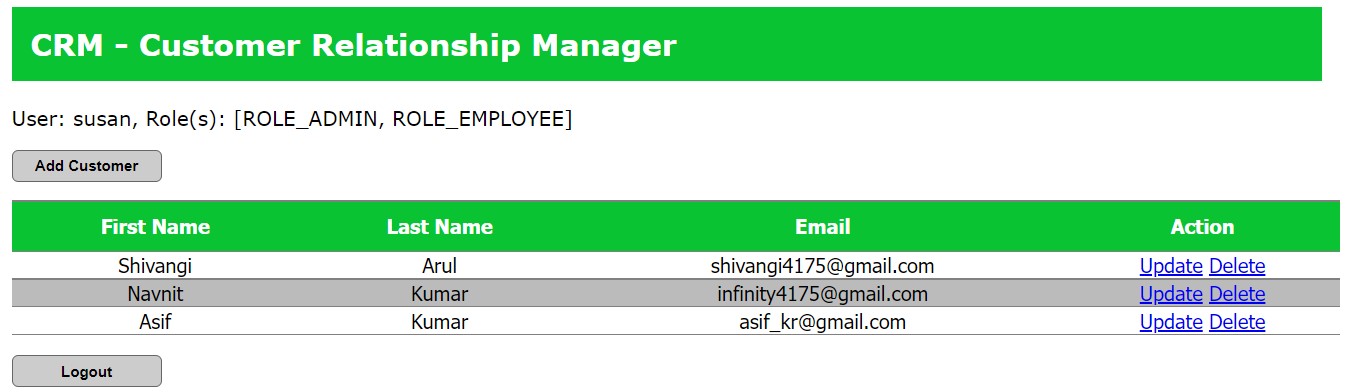 CRM - Customer Relationship Manager
User: susan, Role(s): [ROLE_ADMIN, ROLE_EMPLOYEE]
Add Customer
First Name Last Name Email Action
Shivangi Arul shivangi4175@gmail.com Update Delete
Navnit Kumar infinity4175@gmail.com Update Delete
Asif Kumar asif_kr@gmail.com Update Delete
Logout